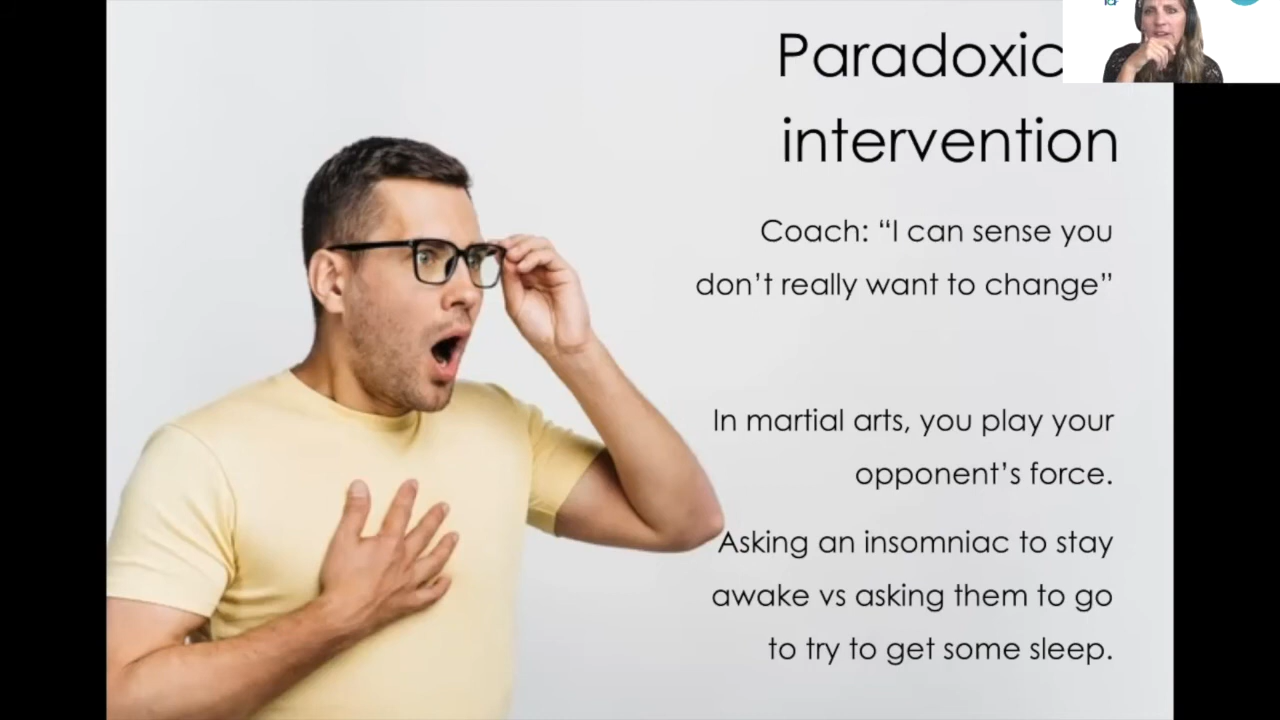 Paradoxic
intervention
Coach: “I can sense you
don’t really want to change”
In martial arts, you play your
opponent’s force.
Asking an insomniac to stay
awake vs asking them to go
to try to get some sleep.